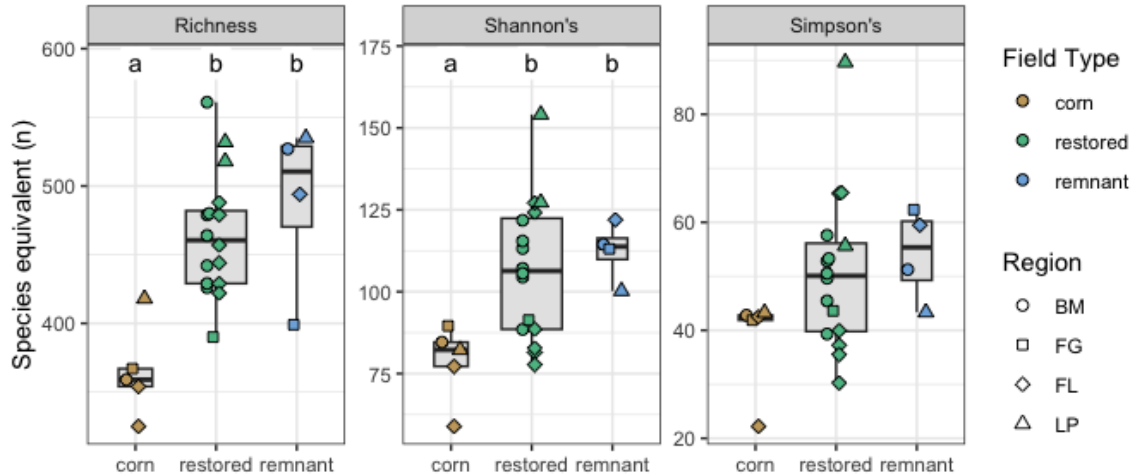 Richness
Shannon's
Simpson's
Species equivalent (n)
600
500
400
a
b
b
corn
restored
remnant
175
150
125
100
75
a
b
b
corn
restored
remnant
80
60
40
20
corn
restored
remnant
Field Type
corn
restored
remnant
Region
BM
FG
FL
LP